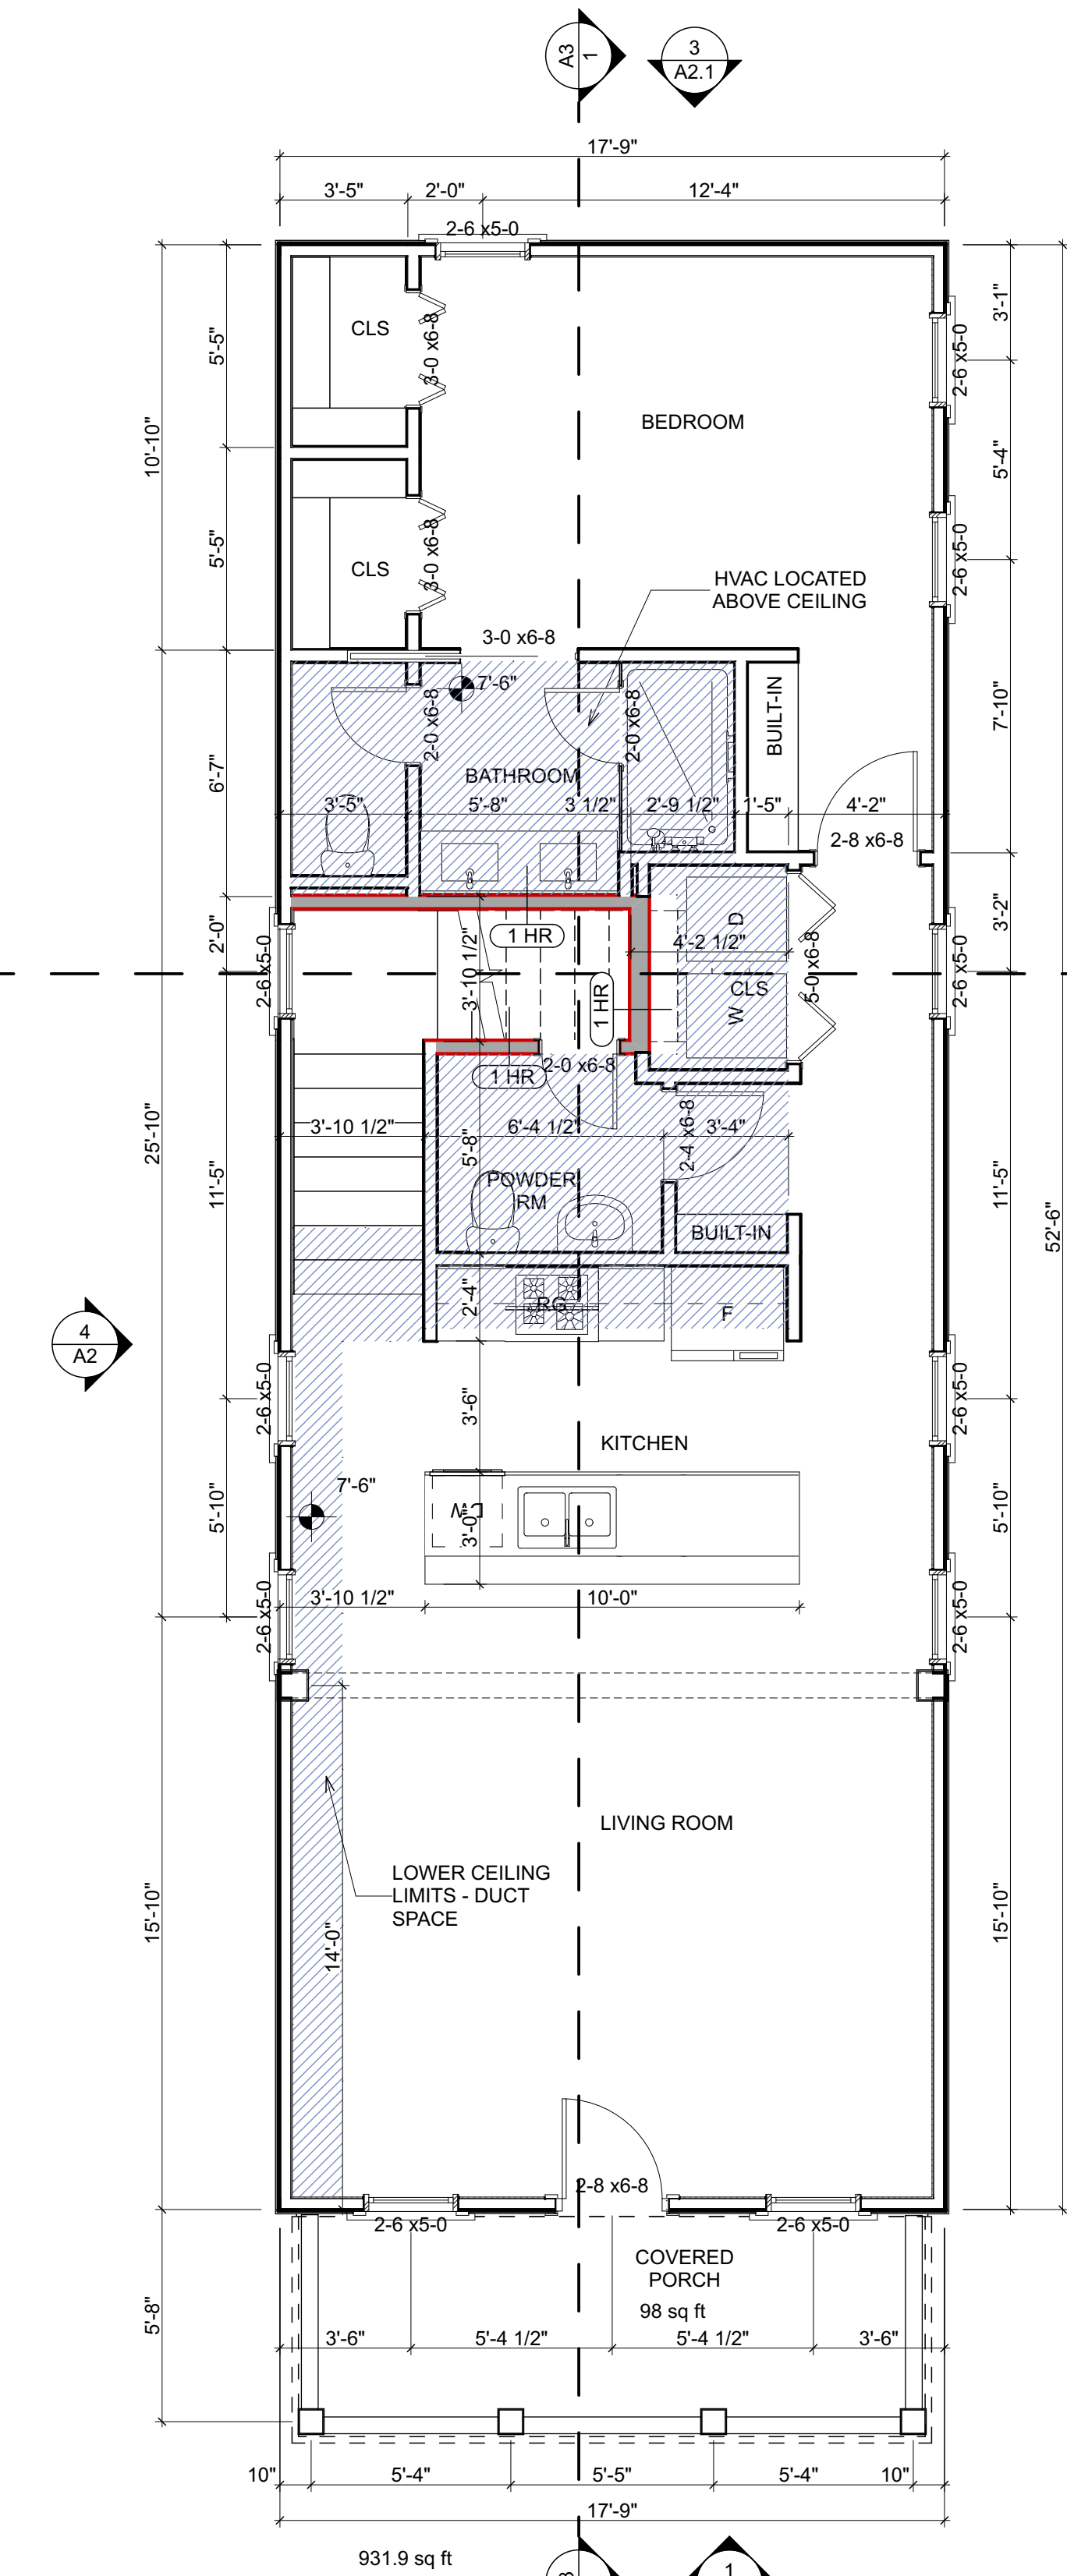 A3
1
3
A2.1
17'-9"
3'-5"
2'-0"
12'-4"
2-6 x5-0
CLS
3-0 x6-8
5'-5"
10'-10"
BEDROOM
3'-1"
2-6 x5-0
5'-4"
CLS
3-0 x6-8
5'-5"
HVAC LOCATED
ABOVE CEILING
2-6 x5-0
3-0 x6-8
7'-6"
2-0 x6-8
2-0 x6-8
BUILT-IN
7'-10"
6'-7"
BATHROOM
3'-5"
5'-8"
3 1/2"
2'-9 1/2"
1'-5"
4'-2"
2-8 x6-8
2'-0"
2-6 x5-0
3'-10 1/2"
1 HR
1 HR
D
4'-2 1/2"
CLS
W
5-0 x6-8
2-6 x5-0
3'-2"
1 HR
2-0 x6-8
25'-10"
11'-5"
3'-10 1/2"
6'-4 1/2"
5'-8"
2-4 x6-8
3'-4"
11'-5"
52'-6"
POWDER
RM
BUILT-IN
2'-4"
RG
F
4
A2
2-6 x5-0
3'-6"
2-6 x5-0
KITCHEN
7'-6"
5'-10"
DW
3'-0"
5'-10"
2-6 x5-0
3'-10 1/2"
10'-0"
2-6 x5-0
LIVING ROOM
LOWER CEILING
LIMITS - DUCT
SPACE
15'-10"
14'-0"
15'-10"
2-8 x6-8
2-6 x5-0
2-6 x5-0
COVERED
PORCH
98 sq ft
5'-8"
3'-6"
5'-4 1/2"
5'-4 1/2"
3'-6"
10"
5'-4"
5'-5"
5'-4"
10"
17'-9"
931.9 sq ft
1